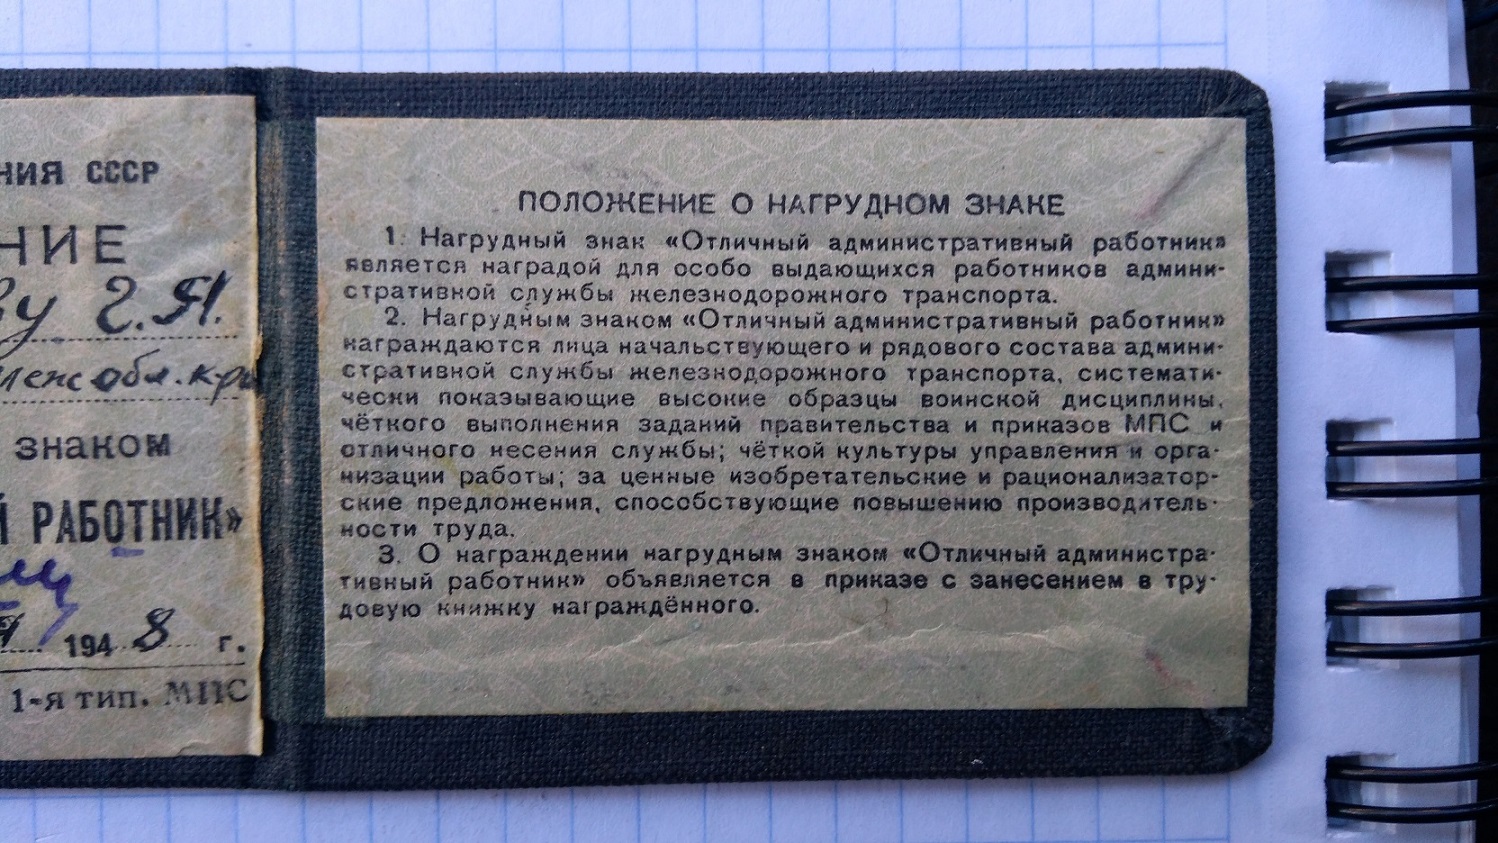 НИЯ СССР
НИЕ
ву Г.Я.
знаком
Й РАБОТНИК»
194 8 г.
1-я тип. МПС
ПОЛОЖЕНИЕ О НАГРУДНОМ ЗНАКЕ
1. Нагрудный знак «Отличный административный работник»
является наградой для особо выдающихся работников админи-
стративной службы железнодорожного транспорта.
2. Нагрудным знаком «Отличный административный работник»
награждаются лица начальствующего и рядового состава админи-
стративной службы железнодорожного транспорта, системати-
чески показывающие высокие образцы воинской дисциплины,
чёткого выполнения заданий правительства и приказов МПС и
отличного несения службы; чёткой культуры управления и орга-
низации работы; за ценные изобретательские и рационализатор-
ские предложения, способствующие повышению производитель-
ности труда.
3. О награждении нагрудным знаком «Отличный администра-
тивный работник» объявляется в приказе с занесением в тру-
довую книжку награждённого.